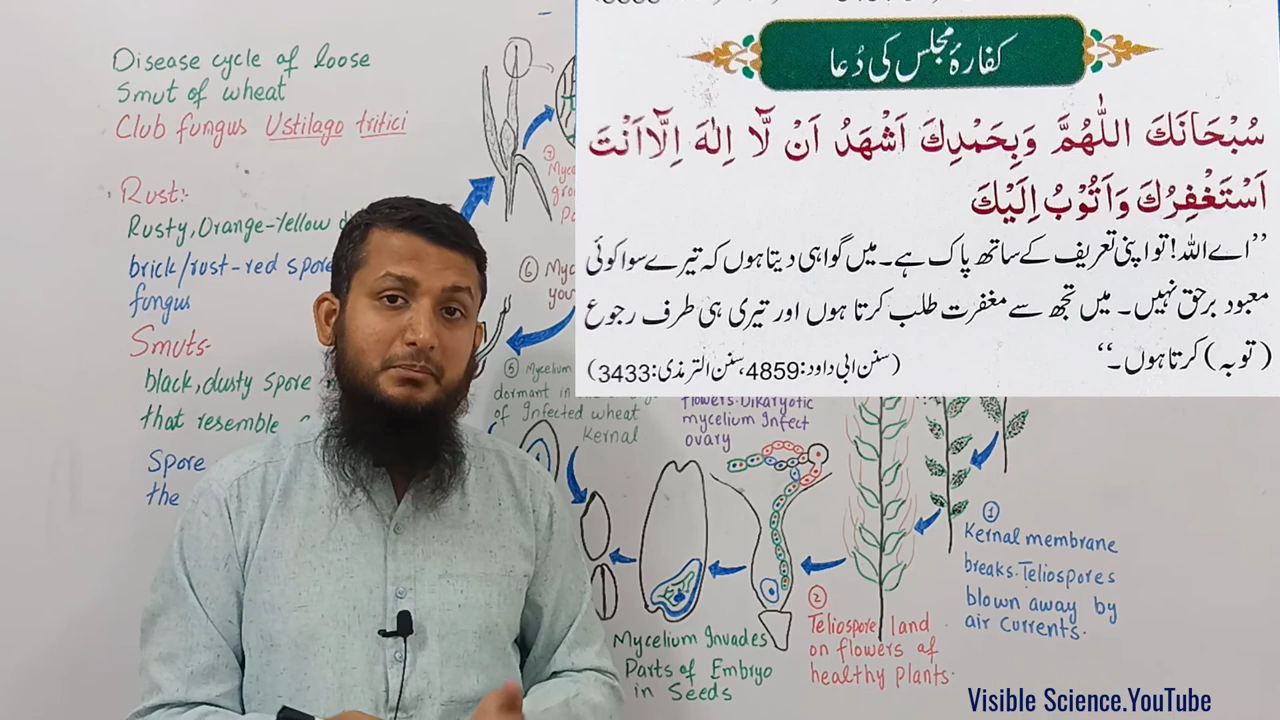 Disease cycle of loose
Smut of wheat
Club fungus Ustilago tritici
Rust:-
Rusty, Orange-Yellow
brick/rust-red spore
fungus
Smuts-
black, dusty spore
that resemble
Spore
the
کفارۂ مجلس کی دُعا
سُبْحَانَكَ اللّٰهُمَّ وَبِحَمْدِكَ اَشْهَدُ اَنْ لَّا اِلٰهَ اِلَّا اَنْتَ
اَسْتَغْفِرُكَ وَاَتُوْبُ اِلَيْكَ
”اے اللہ! تو اپنی تعریف کے ساتھ پاک ہے۔ میں گواہی دیتا ہوں کہ تیرے سوا کوئی
معبود برحق نہیں۔ میں تجھ سے مغفرت طلب کرتا ہوں اور تیری ہی طرف رجوع
(توبہ) کرتا ہوں۔“ (سنن ابی داود: 4859، سنن الترمذی: 3433)
⑥
⑤ Mycelium
dormant in
of Infected wheat
Kernal
flowers. Dikaryotic
mycelium Infect
ovary
①
Kernal membrane
breaks. Teliospores
blown away by
air currents.
②
Teliospore land
on flowers of
healthy plants.
Mycelium Invades
Parts of Embryo
in Seeds
Visible Science.YouTube